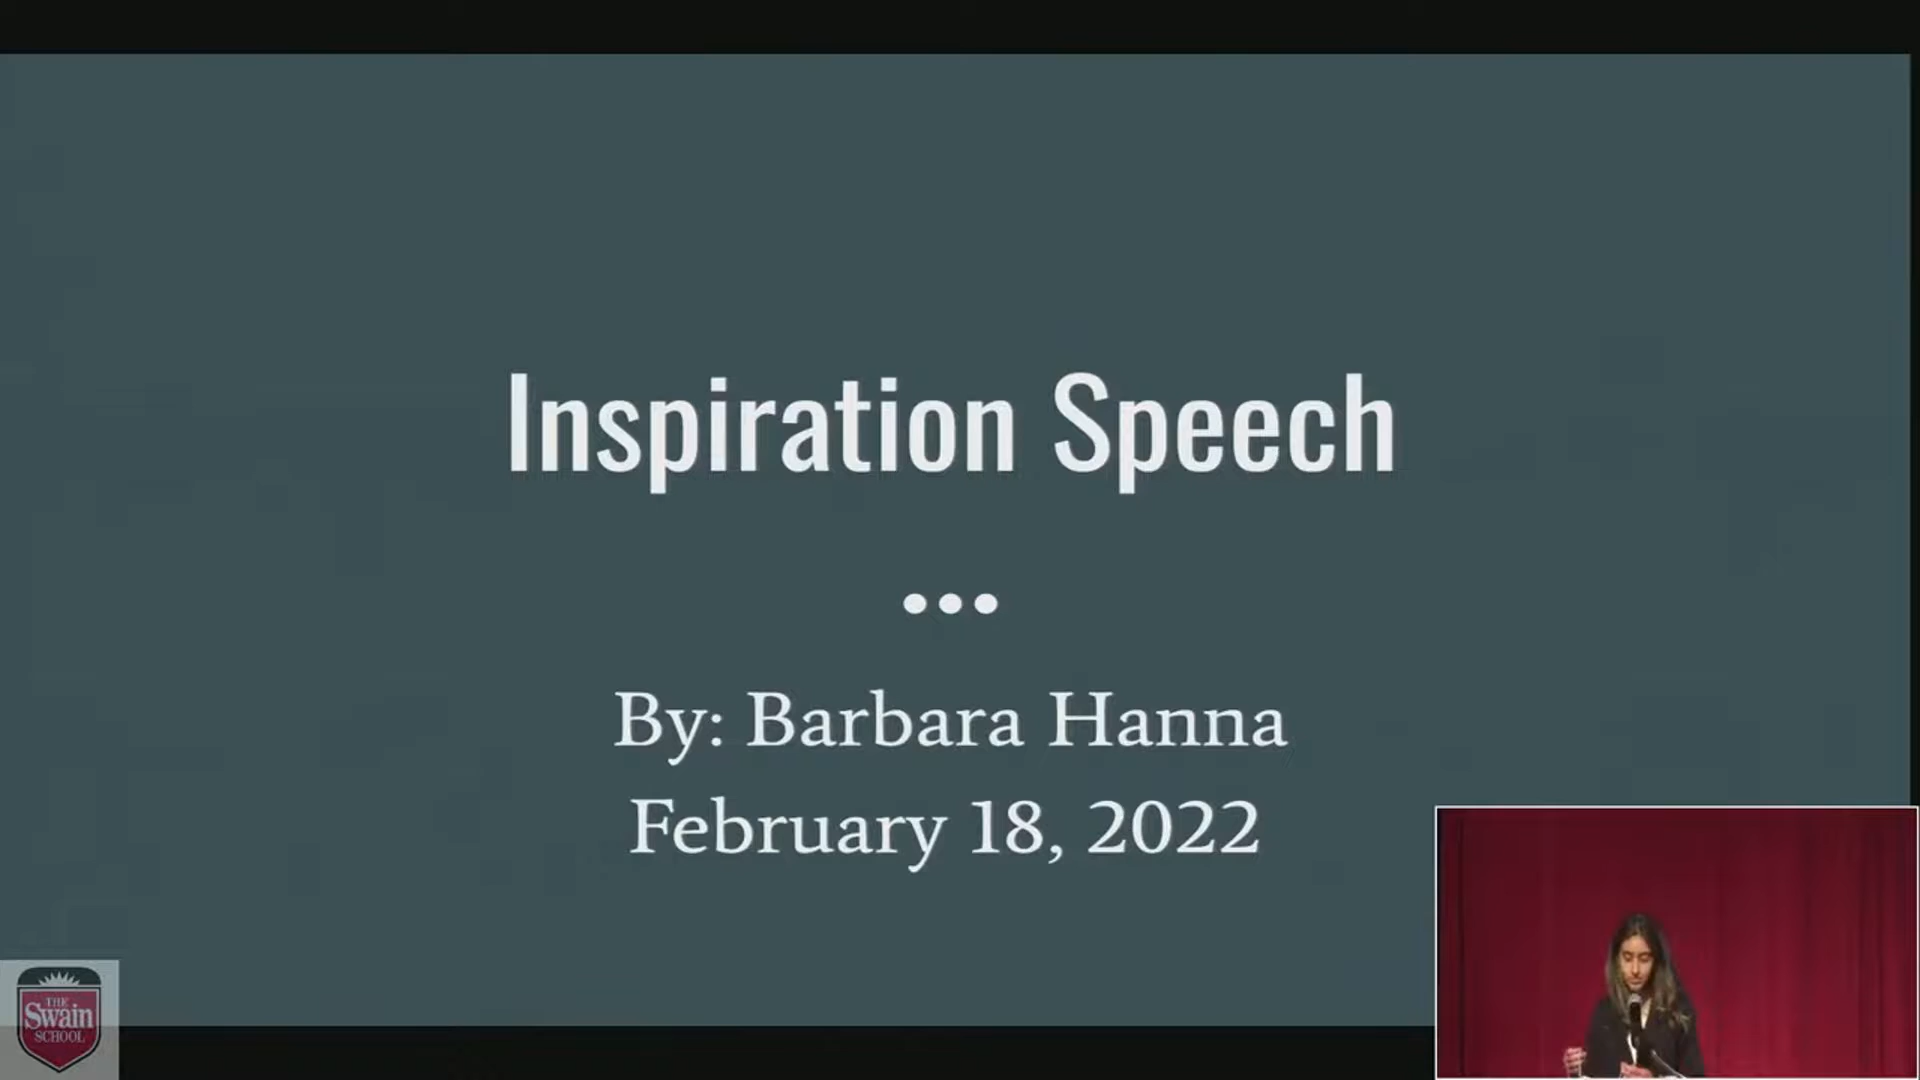 Inspiration Speech
By: Barbara Hanna
February 18, 2022
THE
Swain
SCHOOL